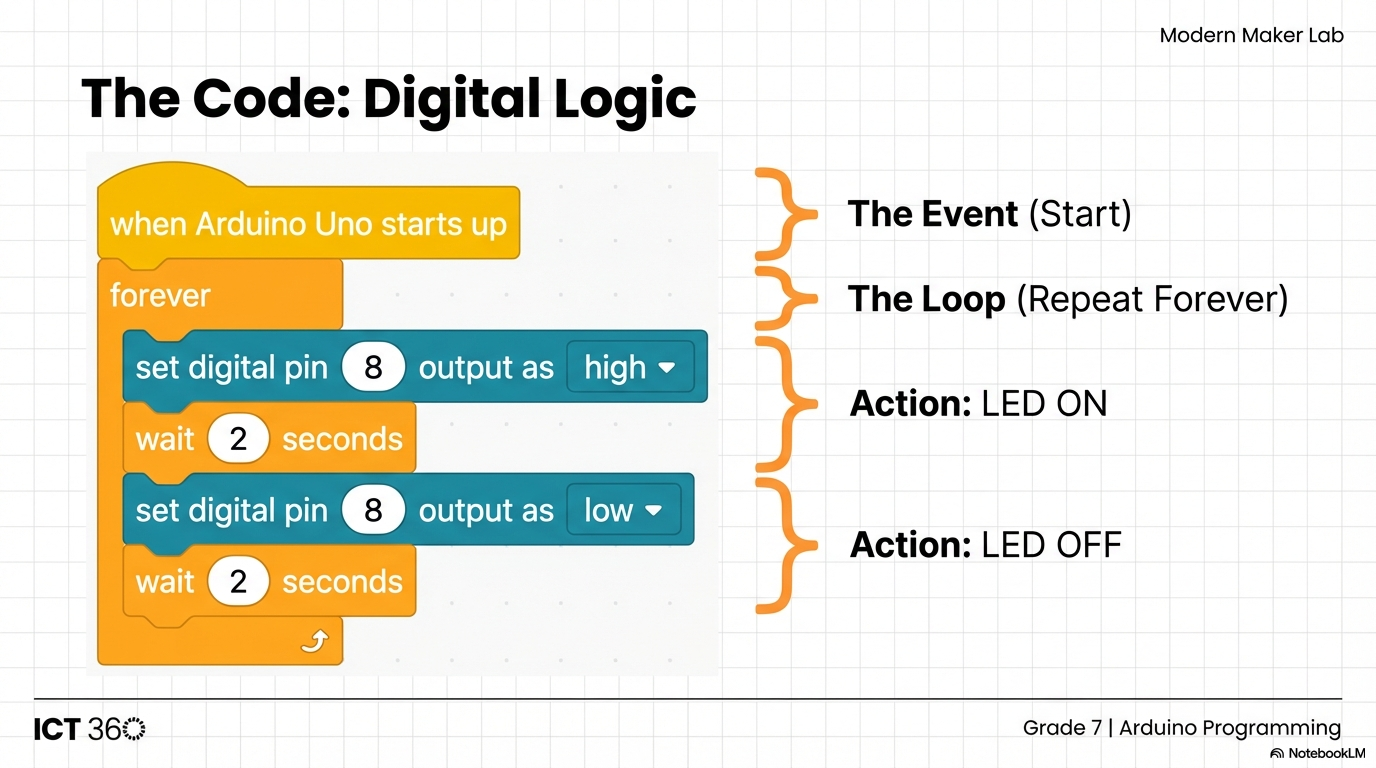 Modern Maker Lab
The Code: Digital Logic
when Arduino Uno starts up
The Event (Start)
forever
The Loop (Repeat Forever)
set digital pin 8 output as high
Action: LED ON
wait 2 seconds
set digital pin 8 output as low
Action: LED OFF
wait 2 seconds
ICT 360
Grade 7 | Arduino Programming
NotebookLM